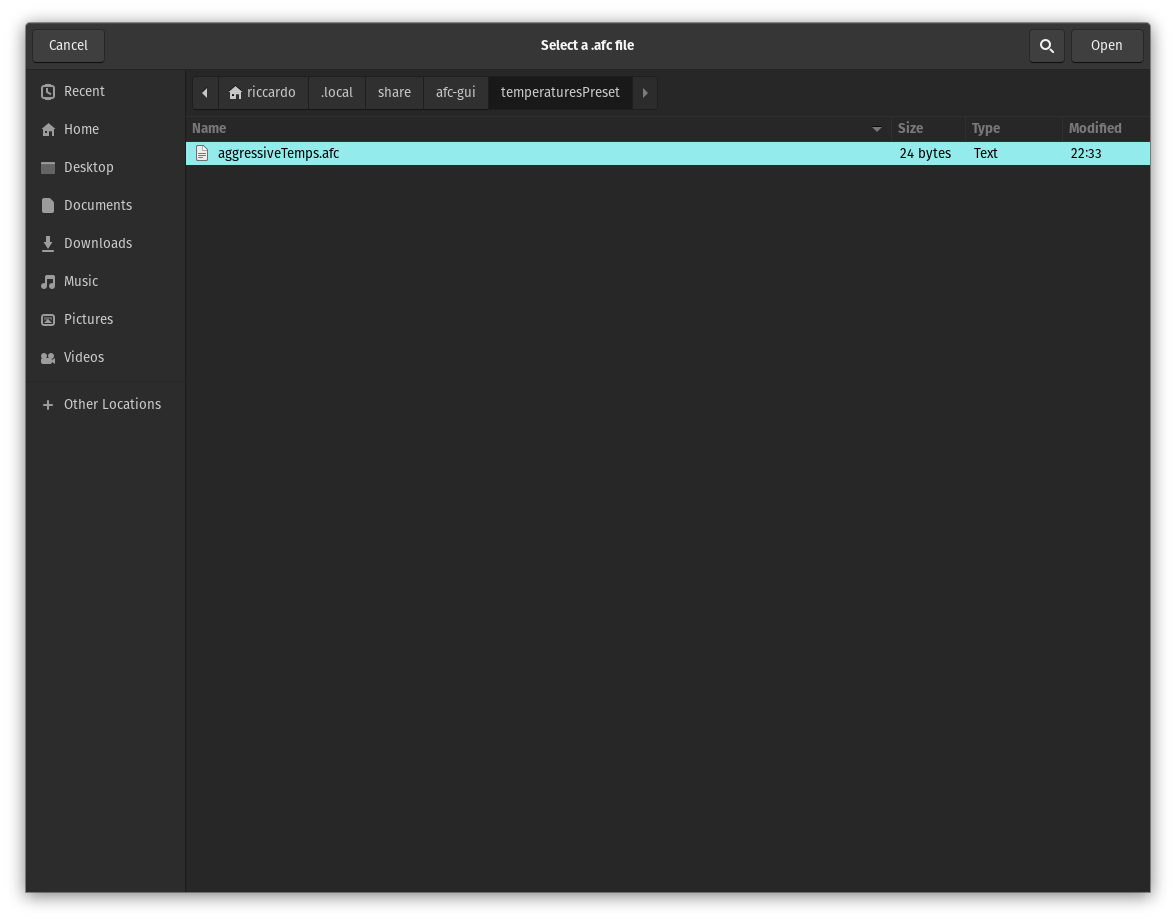 Cancel
Select a .afc file
Open
Recent
Home
Desktop
Documents
Downloads
Music
Pictures
Videos
Other Locations
riccardo .local share afc-gui temperaturesPreset
Name Size Type Modified
aggressiveTemps.afc 24 bytes Text 22:33